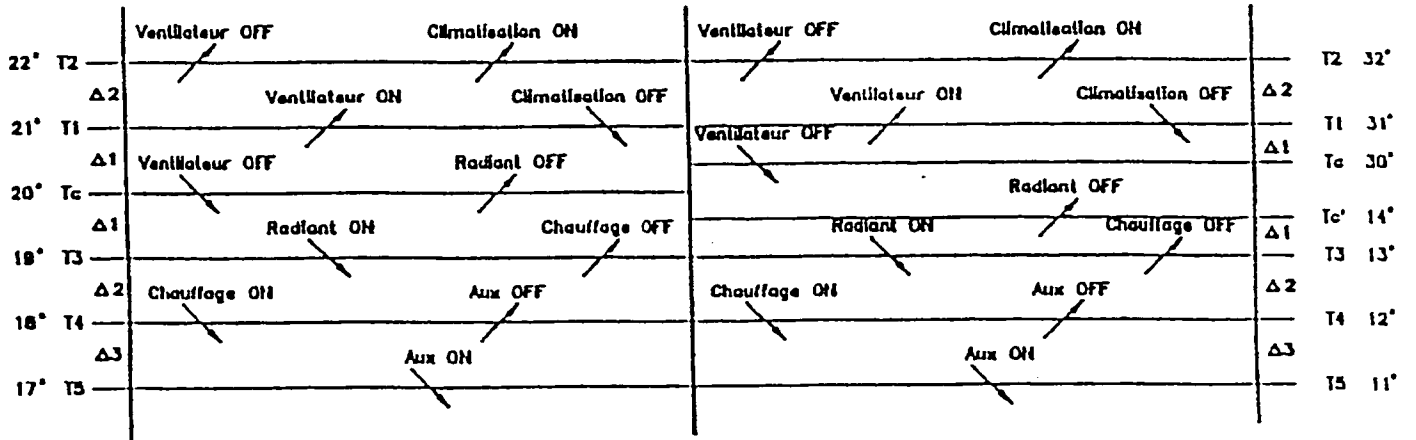 Ventilateur OFF Climatisation ON Ventilateur OFF Climatisation ON
22° T2 T2 32°
Δ2 Ventilateur ON Climatisation OFF Ventilateur ON Climatisation OFF Δ2
21° T1 T1 31°
Ventilateur OFF
Δ1 Ventilateur OFF Radiant OFF Δ1
Tc 30°
20° Tc Radiant OFF
Tc' 14°
Δ1 Radiant ON Chauffage OFF Radiant ON Chauffage OFF Δ1
19° T3 T3 13°
Δ2 Chauffage ON Aux OFF Chauffage ON Aux OFF Δ2
18° T4 T4 12°
Δ3 Aux ON Aux ON Δ3
17° T5 T5 11°